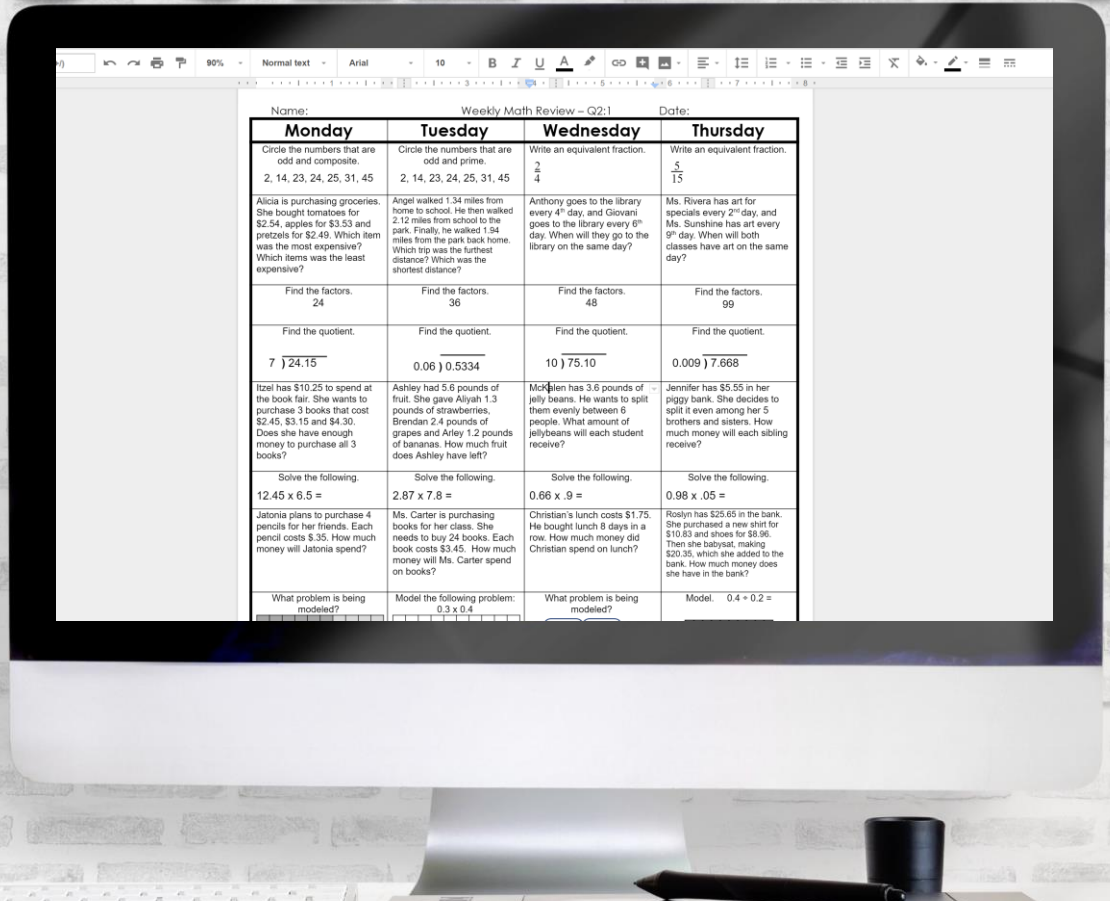 90% Normal text Arial 10 B I U A
Name: Weekly Math Review – Q2:1 Date:
Monday Tuesday Wednesday Thursday
Circle the numbers that are
odd and composite.
2, 14, 23, 24, 25, 31, 45
Circle the numbers that are
odd and prime.
2, 14, 23, 24, 25, 31, 45
Write an equivalent fraction.
2
4
Write an equivalent fraction.
5
15
Alicia is purchasing groceries.
She bought tomatoes for
$2.54, apples for $3.53 and
pretzels for $2.49. Which item
was the most expensive?
Which items was the least
expensive?
Angel walked 1.34 miles from
home to school. He then walked
2.12 miles from school to the
park. Finally, he walked 1.94
miles from the park back home.
Which trip was the furthest
distance? Which was the
shortest distance?
Anthony goes to the library
every 4th day, and Giovani
goes to the library every 6th
day. When will they go to the
library on the same day?
Ms. Rivera has art for
specials every 2nd day, and
Ms. Sunshine has art every
9th day. When will both
classes have art on the same
day?
Find the factors.
24
Find the factors.
36
Find the factors.
48
Find the factors.
99
Find the quotient.
7 ) 24.15
Find the quotient.
0.06 ) 0.5334
Find the quotient.
10 ) 75.10
Find the quotient.
0.009 ) 7.668
Itzel has $10.25 to spend at
the book fair. She wants to
purchase 3 books that cost
$2.45, $3.15 and $4.30.
Does she have enough
money to purchase all 3
books?
Ashley had 5.6 pounds of
fruit. She gave Aliyah 1.3
pounds of strawberries,
Brendan 2.4 pounds of
grapes and Arley 1.2 pounds
of bananas. How much fruit
does Ashley have left?
has 3.6 pounds of
jelly beans. He wants to split
them evenly between 6
people. What amount of
jellybeans will each student
receive?
Jennifer has $5.55 in her
piggy bank. She decides to
split it even among her 5
brothers and sisters. How
much money will each sibling
receive?
Solve the following.
12.45 x 6.5 =
Solve the following.
2.87 x 7.8 =
Solve the following.
0.66 x .9 =
Solve the following.
0.98 x .05 =
Jatonia plans to purchase 4
pencils for her friends. Each
pencil costs $.35. How much
money will Jatonia spend?
Ms. Carter is purchasing
books for her class. She
needs to buy 24 books. Each
book costs $3.45. How much
money will Ms. Carter spend
on books?
Christian's lunch costs $1.75.
He bought lunch 8 days in a
row. How much money did
Christian spend on lunch?
Roslyn has $25.65 in the bank.
She purchased a new shirt for
$10.83 and shoes for $8.96.
Then she babysat, making
$20.35, which she added to the
bank. How much money does
she have in the bank?
What problem is being
modeled?
Model the following problem:
0.3 x 0.4
What problem is being
modeled?
Model. 0.4 ÷ 0.2 =